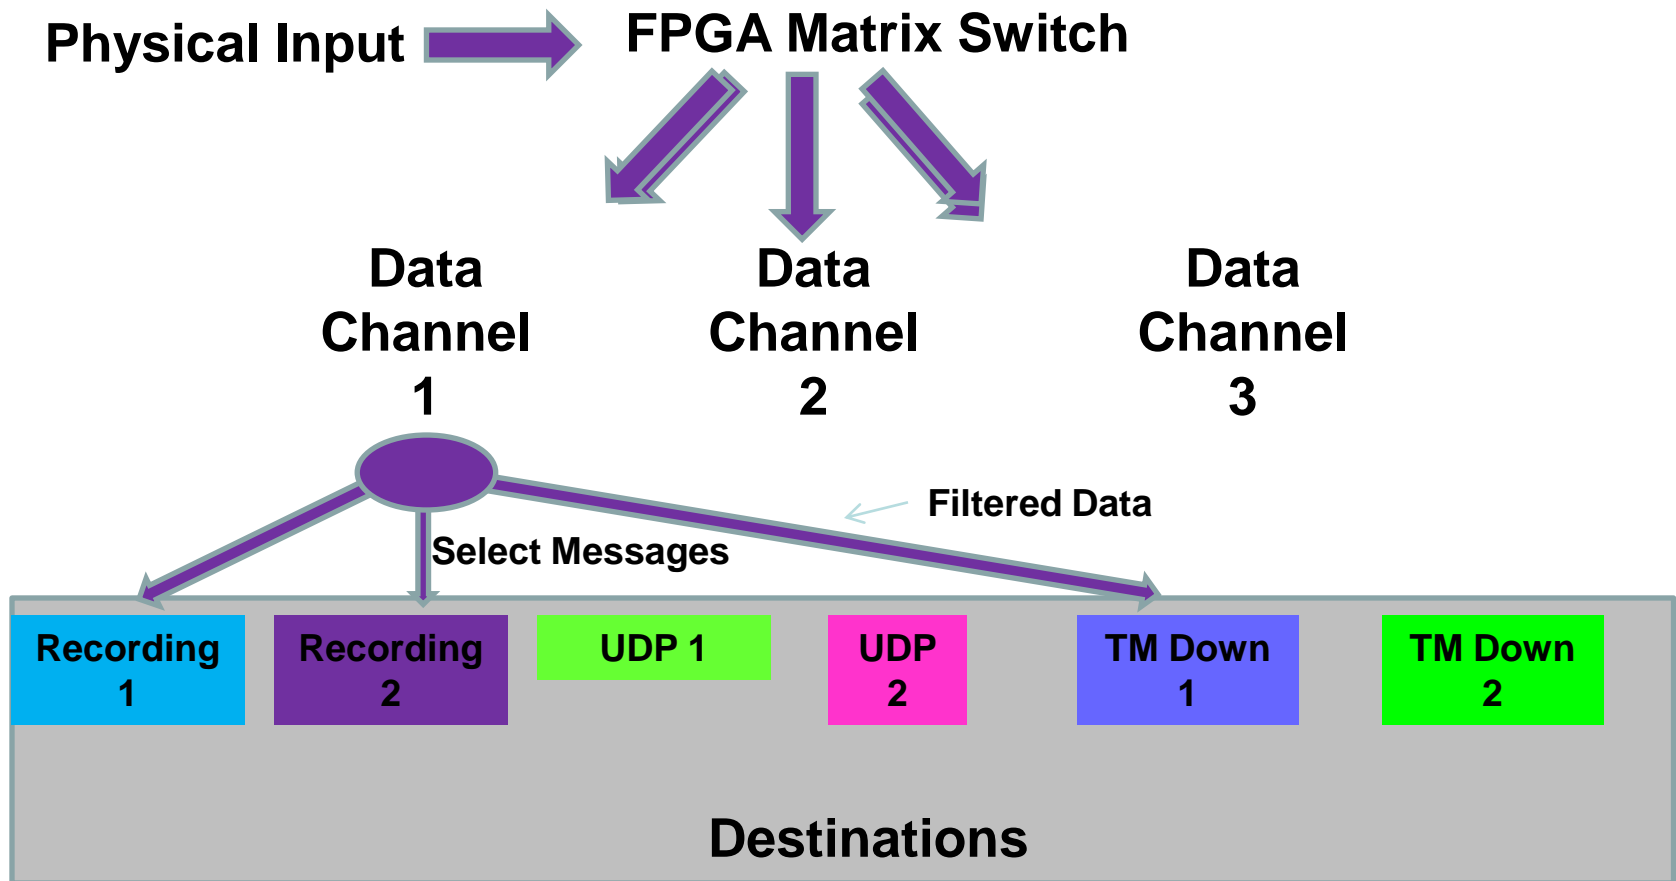 Physical Input
FPGA Matrix Switch
Data
Channel
1
Data
Channel
2
Data
Channel
3
Filtered Data
Select Messages
Recording
1
Recording
2
UDP 1
UDP
2
TM Down
1
TM Down
2
Destinations